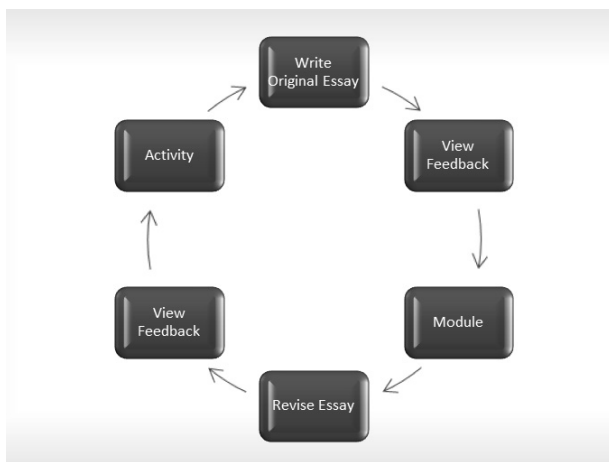 Write
Original Essay
View
Feedback
Module
Revise Essay
View
Feedback
Activity